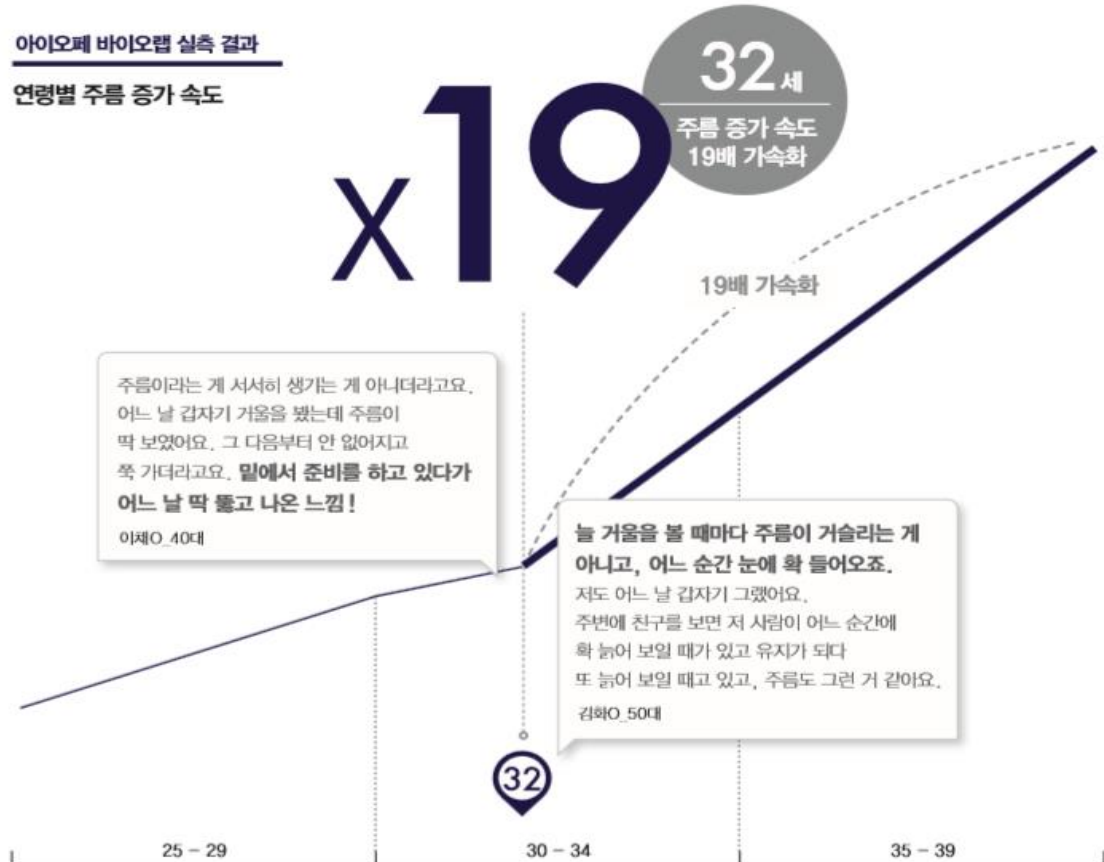 아이오페 바이오랩 실측 결과
연령별 주름 증가 속도
x19
32세
주름 증가 속도
19배 가속화
19배 가속화
주름이라는 게 서서히 생기는 게 아니더라고요.
어느 날 갑자기 거울을 봤는데 주름이
딱 보였어요. 그 다음부터 안 없어지고
쭉 가더라고요. 밑에서 준비를 하고 있다가
어느 날 딱 뚫고 나온 느낌!
이채O_40대
늘 거울을 볼 때마다 주름이 거슬리는 게
아니고, 어느 순간 눈에 확 들어오죠.
저도 어느 날 갑자기 그랬어요.
주변에 친구를 보면 저 사람이 어느 순간에
확 늙어 보일 때가 있고 유지가 되다
또 늙어 보일 때고 있고, 주름도 그런 거 같아요.
김화O_50대
32
25 – 29
30 – 34
35 – 39